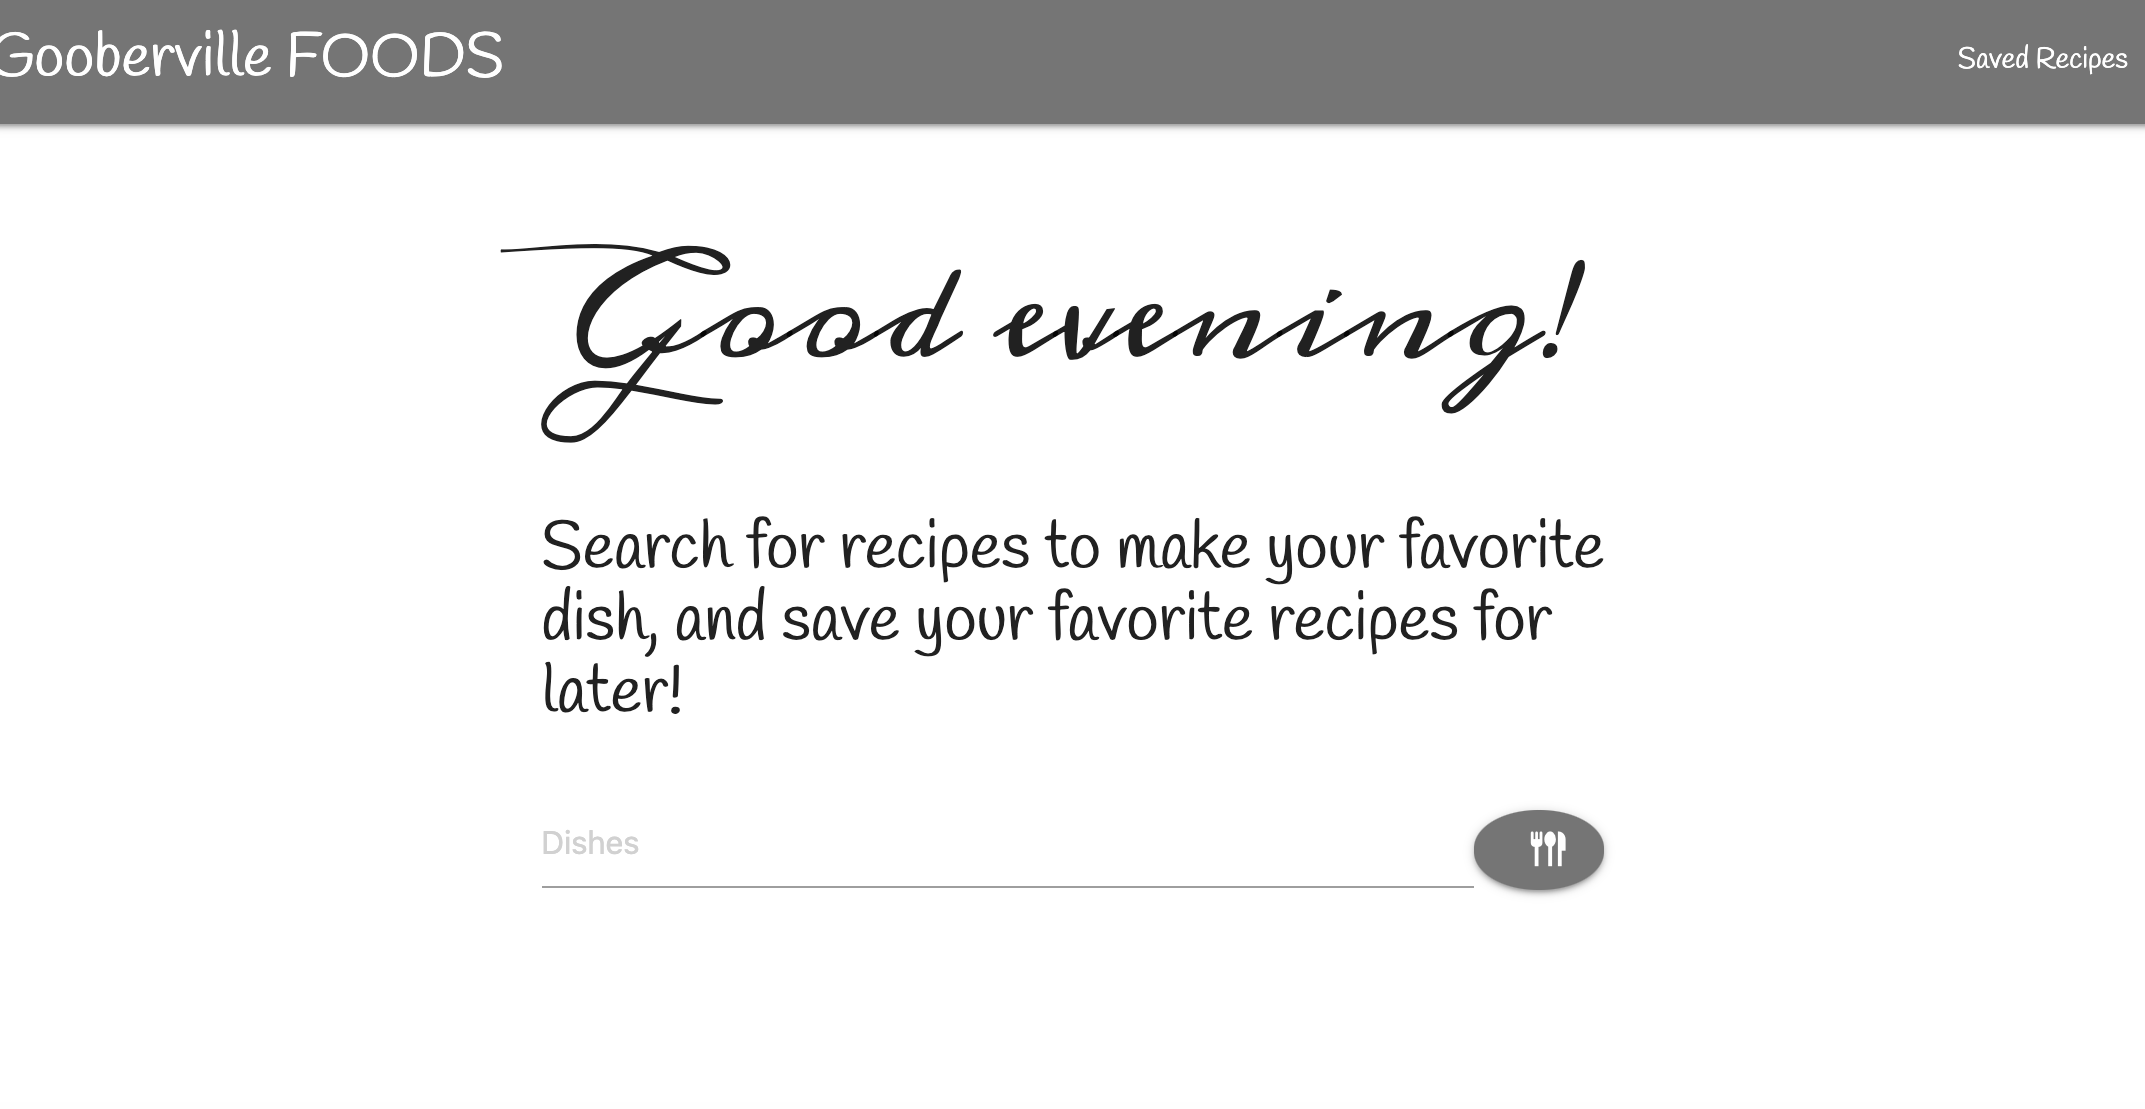 Gooberville FOODS
Saved Recipes
Good evening!
Search for recipes to make your favorite
dish, and save your favorite recipes for
later!
Dishes